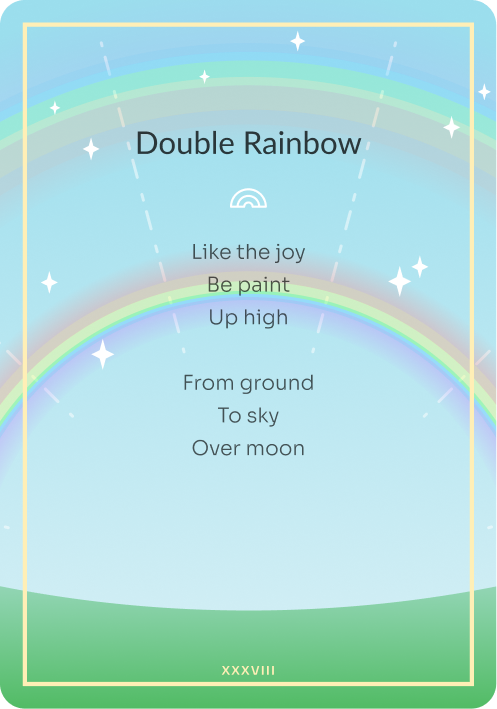 Double Rainbow
Like the joy
Be paint
Up high
From ground
To sky
Over moon
XXXVIII